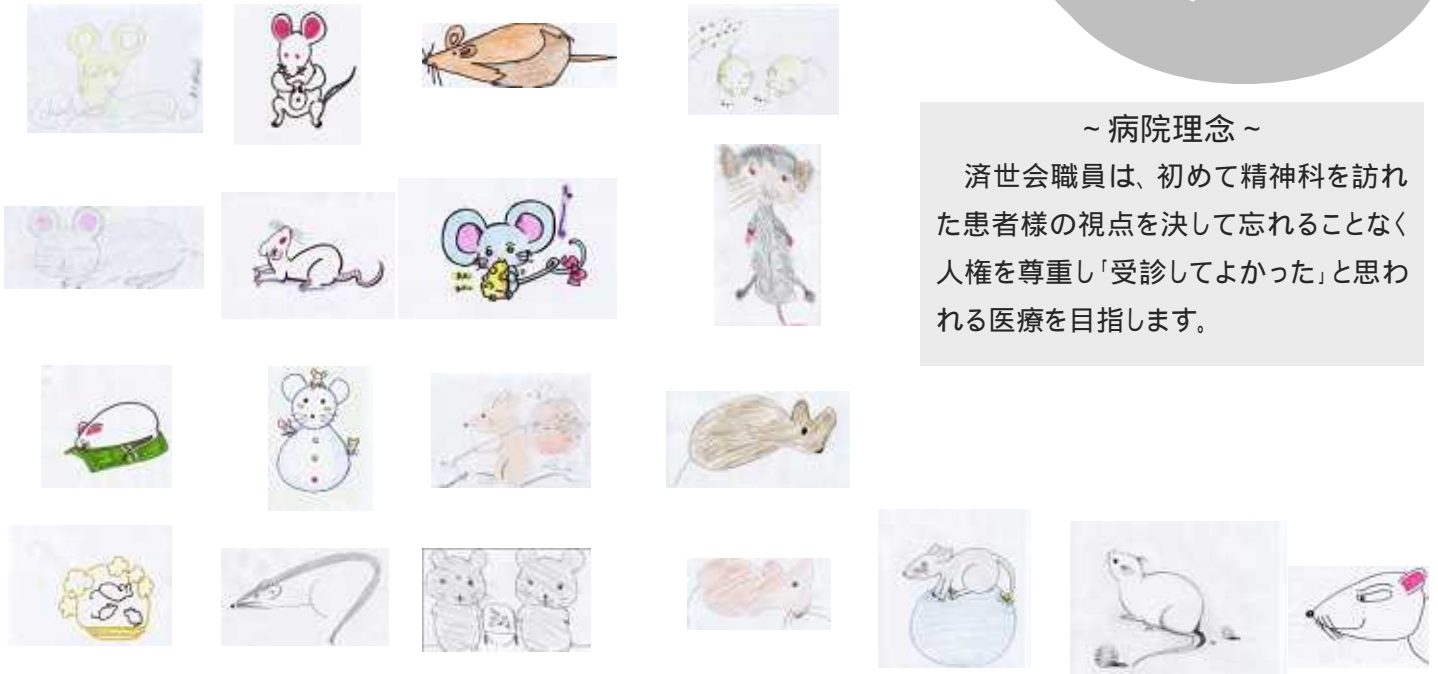 ~ 病院理念 ~
済世会職員は、初めて精神科を訪れ
た患者様の視点を決して忘れることなく
人権を尊重し「受診してよかった」と思わ
れる医療を目指します。